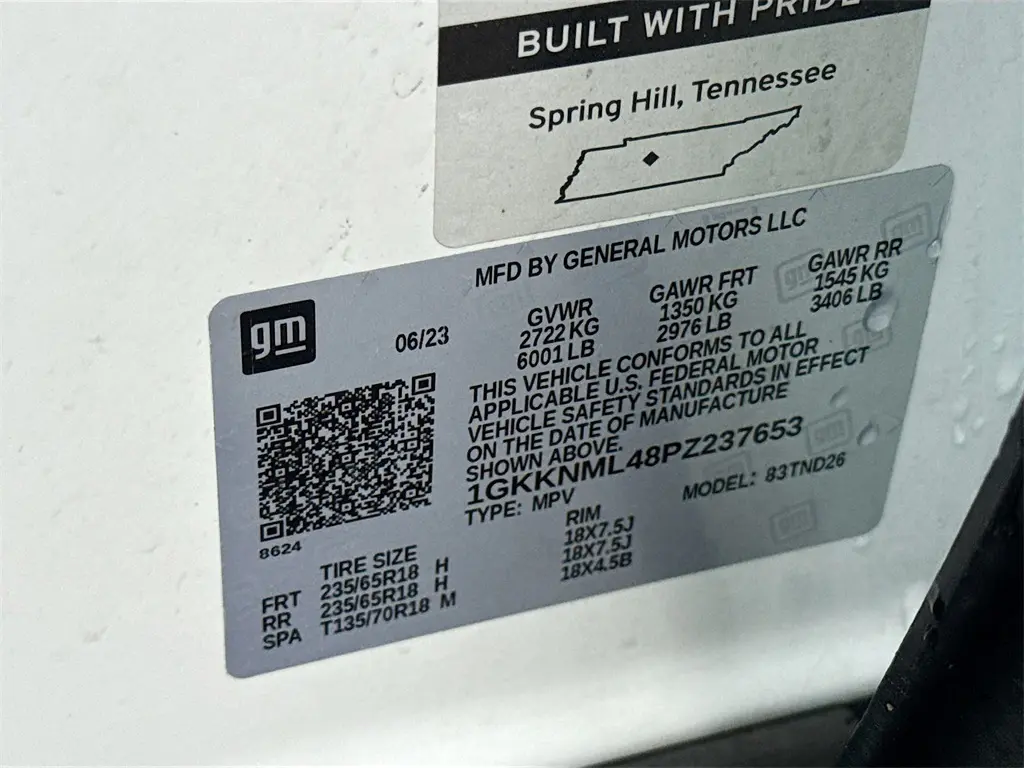 BUILT WITH PRIDE
Spring Hill, Tennessee
MFD BY GENERAL MOTORS LLC
gm
06/23
GVWR
2722 KG
6001 LB
GAWR FRT
1350 KG
2976 LB
GAWR RR
1545 KG
3406 LB
THIS VEHICLE CONFORMS TO ALL
APPLICABLE U.S. FEDERAL MOTOR
VEHICLE SAFETY STANDARDS IN EFFECT
ON THE DATE OF MANUFACTURE
SHOWN ABOVE.
1GKKNML48PZ237653
TYPE: MPV MODEL: 83TND26
8624
TIRE SIZE RIM
FRT 235/65R18 H 18X7.5J
RR 235/65R18 H 18X7.5J
SPA T135/70R18 M 18X4.5B